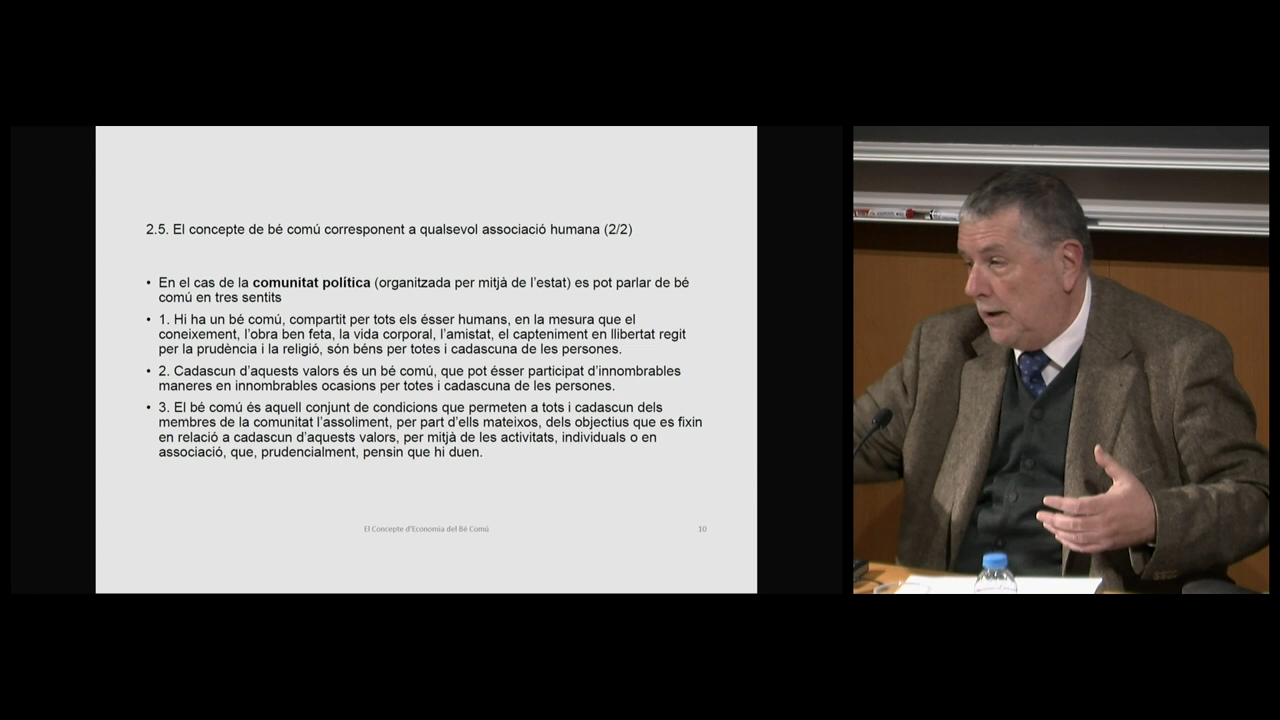 2.5. El concepte de bé comú corresponent a qualsevol associació humana (2/2)
• En el cas de la comunitat política (organitzada per mitjà de l'estat) es pot parlar de bé
comú en tres sentits
• 1. Hi ha un bé comú, compartit per tots els ésser humans, en la mesura que el
coneixement, l'obra ben feta, la vida corporal, l'amistat, el capteniment en llibertat regit
per la prudència i la religió, són béns per totes i cadascuna de les persones.
• 2. Cadascun d'aquests valors és un bé comú, que pot ésser participat d'innombrables
maneres en innombrables ocasions per totes i cadascuna de les persones.
• 3. El bé comú és aquell conjunt de condicions que permeten a tots i cadascun dels
membres de la comunitat l'assoliment, per part d'ells mateixos, dels objectius que es fixin
en relació a cadascun d'aquests valors, per mitjà de les activitats, individuals o en
associació, que, prudencialment, pensin que hi duen.
El Concepte d'Economia del Bé Comú
10